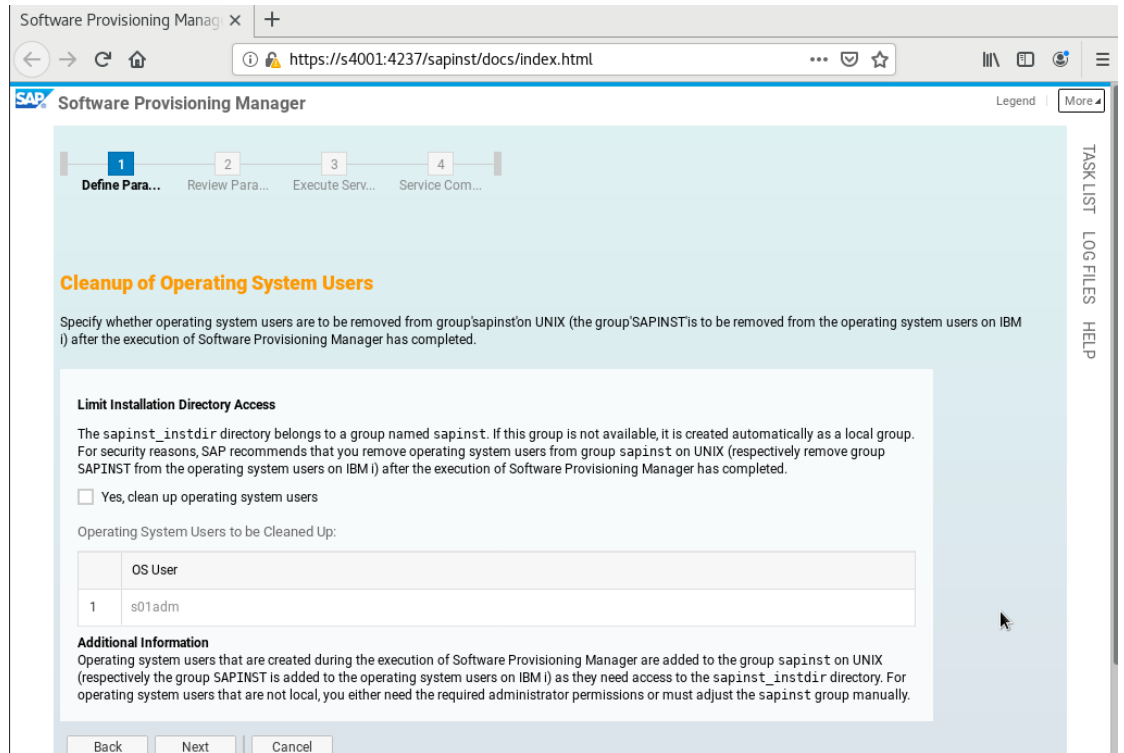 Software Provisioning Manag
https://s4001:4237/sapinst/docs/index.html
SAP Software Provisioning Manager
Legend
More
1
2
3
4
Define Para...
Review Para...
Execute Serv...
Service Com...
TASK LIST
LOG FILES
HELP
Cleanup of Operating System Users
Specify whether operating system users are to be removed from group'sapinst'on UNIX (the group'SAPINST'is to be removed from the operating system users on IBM
i) after the execution of Software Provisioning Manager has completed.
Limit Installation Directory Access
The sapinst_instdir directory belongs to a group named sapinst. If this group is not available, it is created automatically as a local group.
For security reasons, SAP recommends that you remove operating system users from group sapinst on UNIX (respectively remove group
SAPINST from the operating system users on IBM i) after the execution of Software Provisioning Manager has completed.
Yes, clean up operating system users
Operating System Users to be Cleaned Up:
OS User
1 s01adm
Additional Information
Operating system users that are created during the execution of Software Provisioning Manager are added to the group sapinst on UNIX
(respectively the group SAPINST is added to the operating system users on IBM i) as they need access to the sapinst_instdir directory. For
operating system users that are not local, you either need the required administrator permissions or must adjust the sapinst group manually.
Back
Next
Cancel